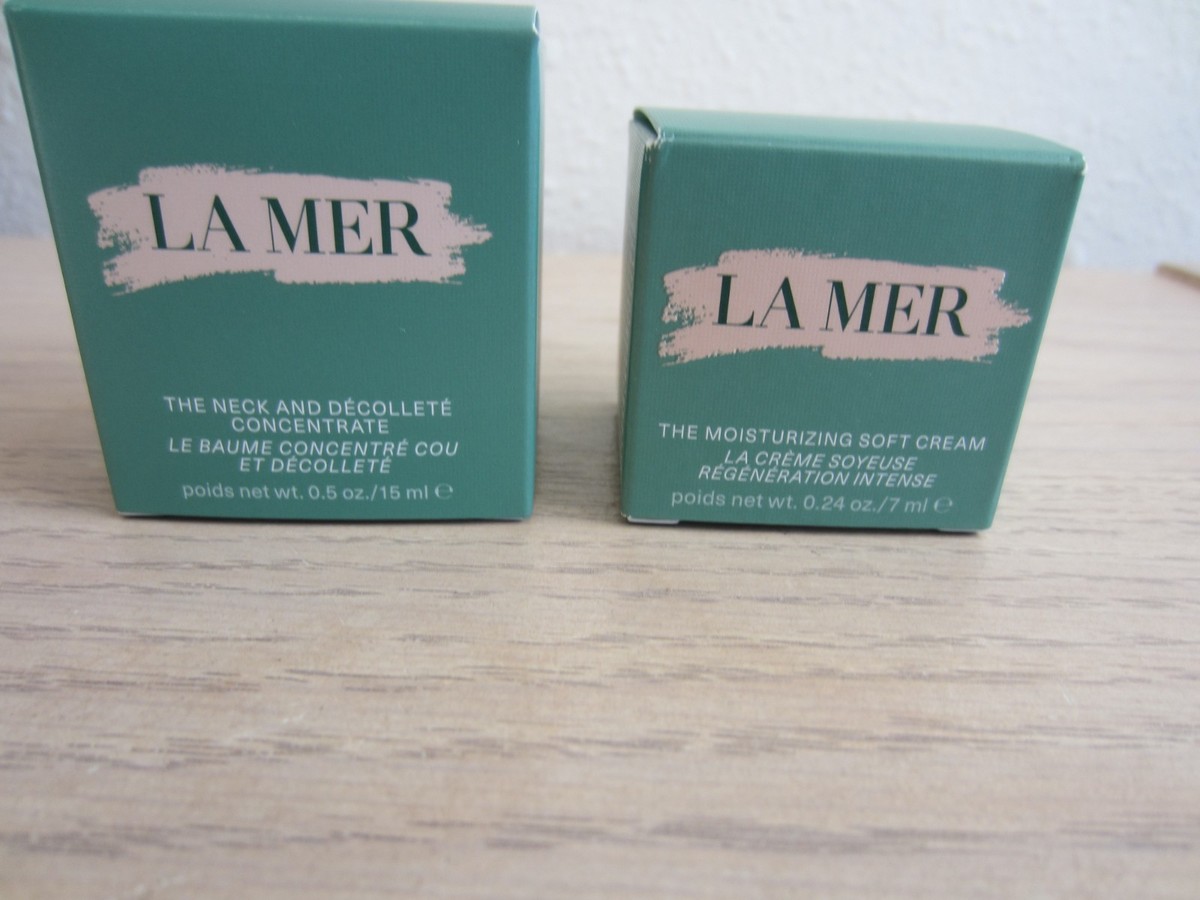 LA MER
THE NECK AND DÉCOLLETÉ
CONCENTRATE
LE BAUME CONCENTRÉ COU
ET DÉCOLLETÉ
poids net wt. 0.5 oz./15 ml ℮
LA MER
THE MOISTURIZING SOFT CREAM
LA CRÈME SOYEUSE
RÉGÉNÉRATION INTENSE
poids net wt. 0.24 oz./7 ml ℮